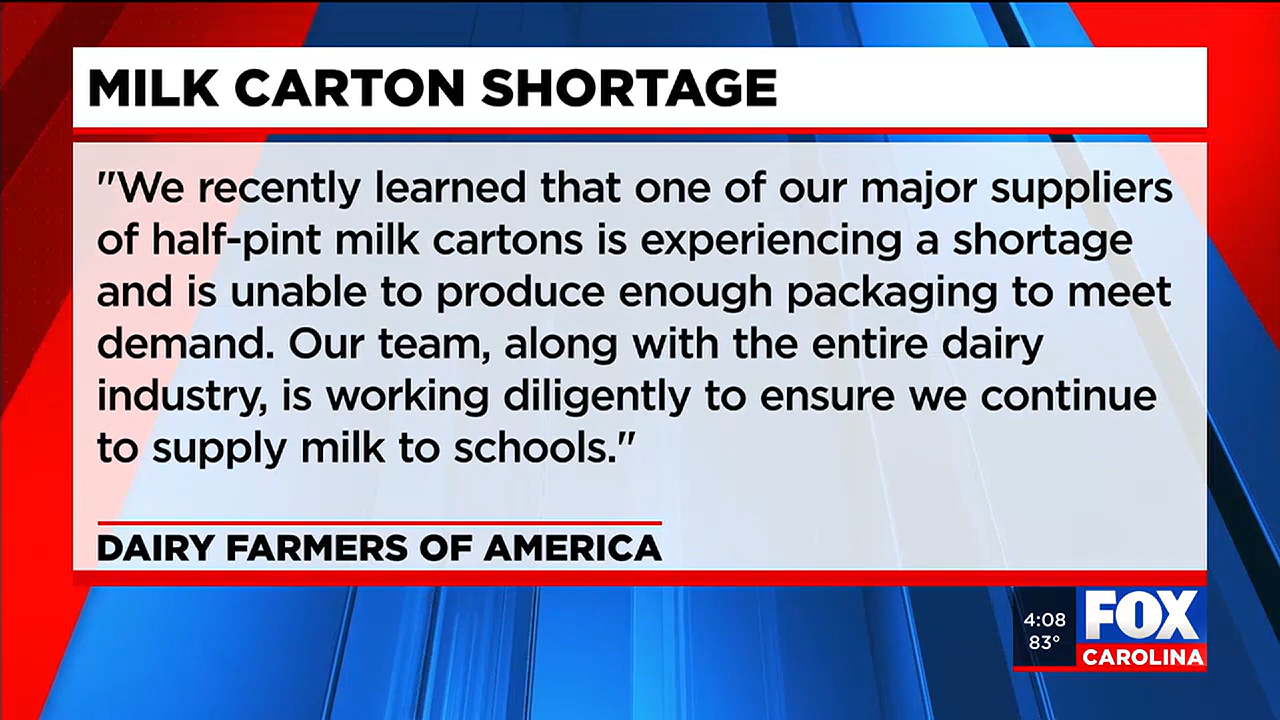 MILK CARTON SHORTAGE
"We recently learned that one of our major suppliers
of half-pint milk cartons is experiencing a shortage
and is unable to produce enough packaging to meet
demand. Our team, along with the entire dairy
industry, is working diligently to ensure we continue
to supply milk to schools."
DAIRY FARMERS OF AMERICA
4:08
83°
FOX
CAROLINA